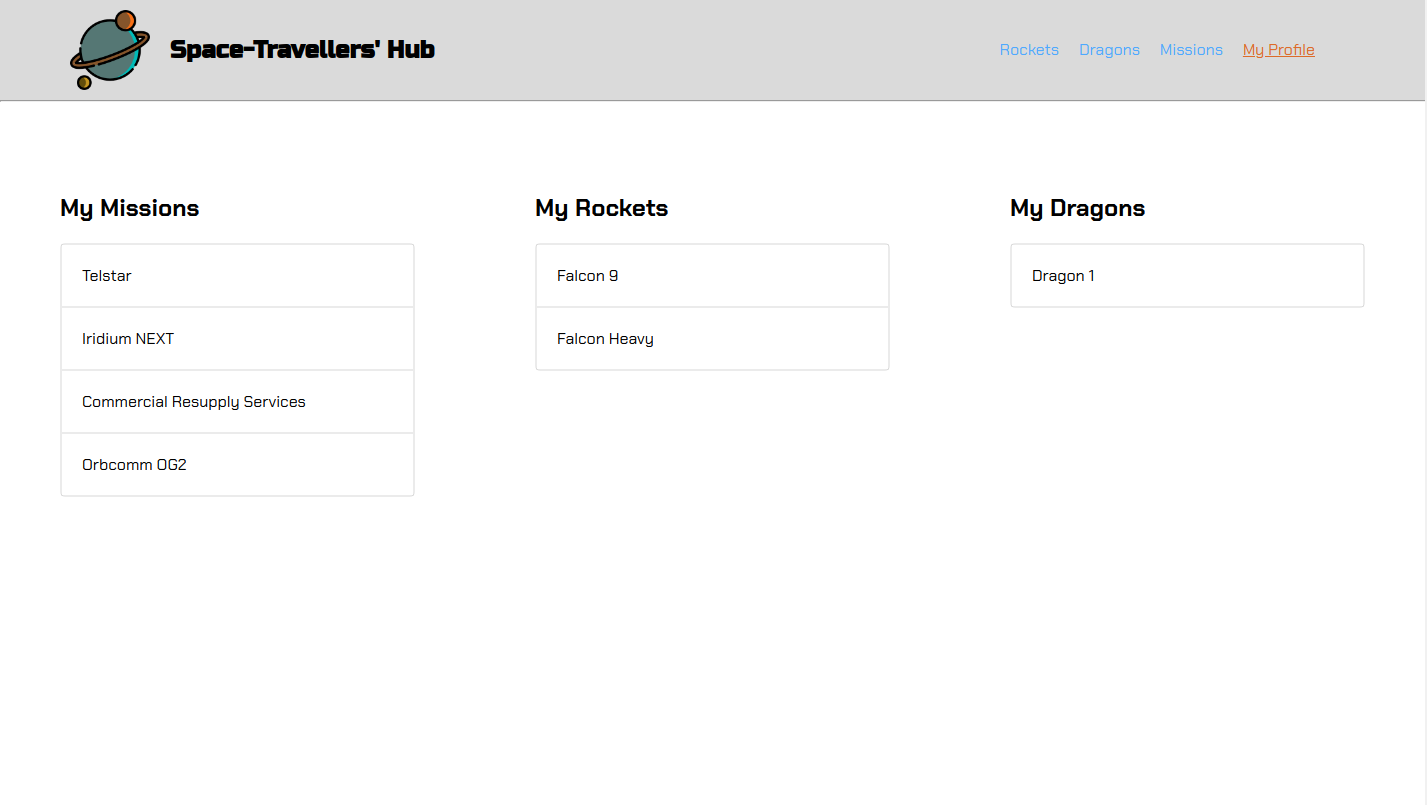 Space-Travellers' Hub
Rockets Dragons Missions My Profile
My Missions
Telstar
Iridium NEXT
Commercial Resupply Services
Orbcomm OG2
My Rockets
Falcon 9
Falcon Heavy
My Dragons
Dragon 1